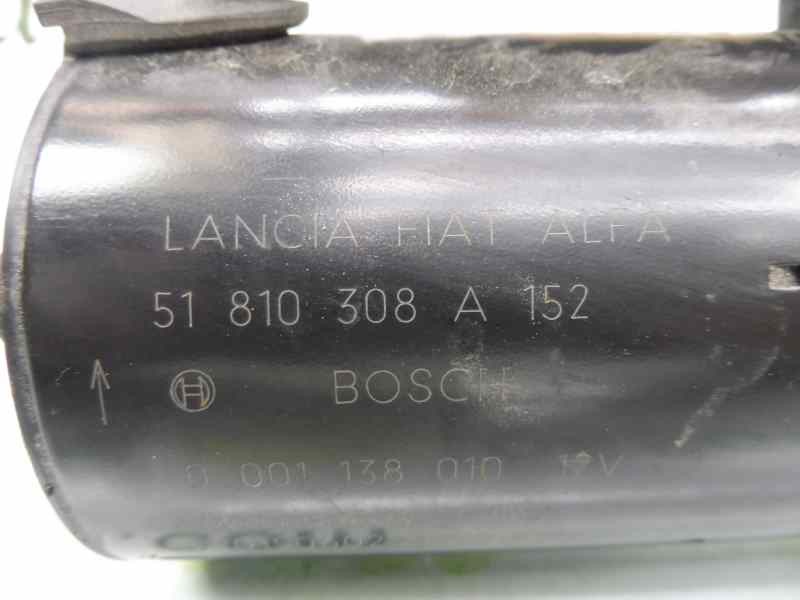 LANCIA FIAT ALFA
51 810 308 A 152
BOSCH
0 001 138 010 12V